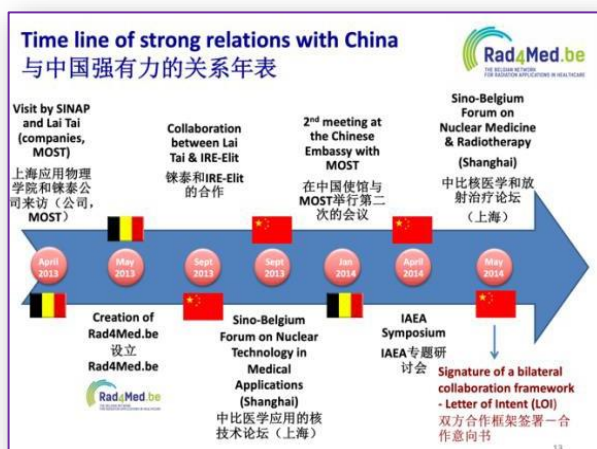 Time line of strong relations with China
与中国强有力的关系年表
Rad4Med.be
THE BELGIAN NETWORK
FOR RADIATION APPLICATIONS IN HEALTHCARE
Visit by SINAP
and Lai Tai
(companies,
MOST)
上海应用物理
学院和铼泰公
司来访（公司，
MOST）
Collaboration
between Lai
Tai & IRE-Elit
铼泰和IRE-Elit
的合作
2nd meeting at
the Chinese
Embassy with
MOST
在中国使馆与
MOST举行第二
次的会议
Sino-Belgium
Forum on
Nuclear Medicine
& Radiotherapy
(Shanghai)
中比核医学和放
射治疗论坛
（上海）
April
2013
May
2013
Sept
2013
Sept
2013
Jan
2014
April
2014
May
2014
Creation of
Rad4Med.be
设立
Rad4Med.be
Rad4Med.be
Sino-Belgium
Forum on Nuclear
Technology in
Medical
Applications
(Shanghai)
中比医学应用的核
技术论坛（上海）
IAEA
Symposium
IAEA专题研
讨会
Signature of a bilateral
collaboration framework
- Letter of Intent (LOI)
双方合作框架签署－合
作意向书